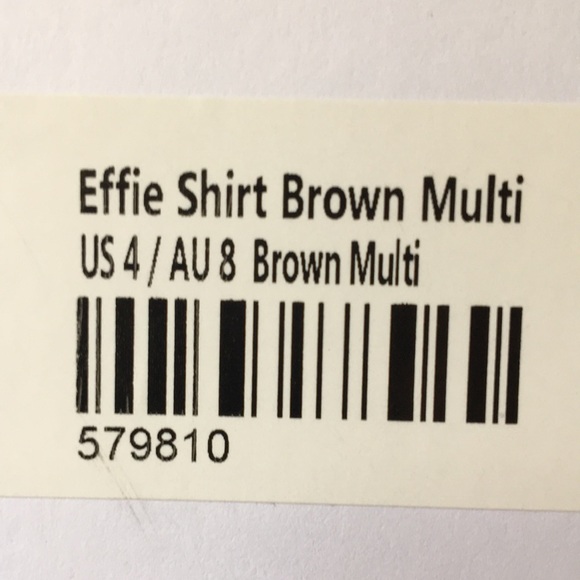 Effie Shirt Brown Multi
US 4 / AU 8 Brown Multi
579810